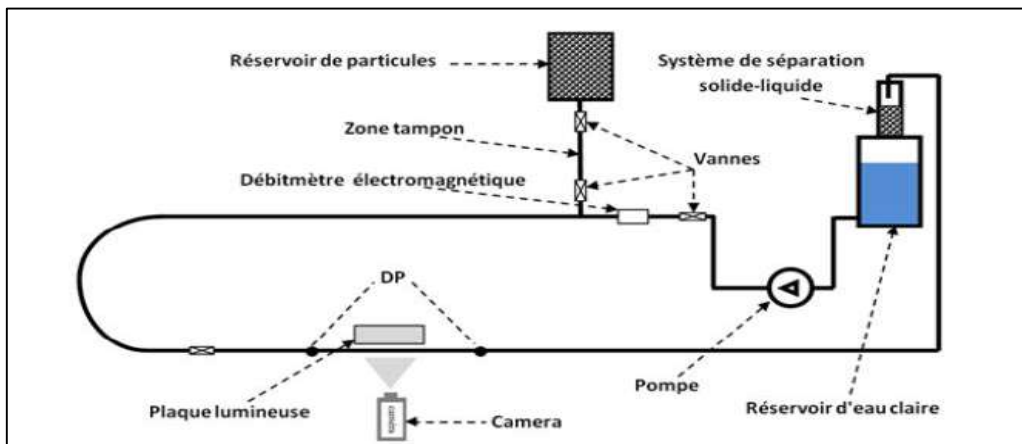 Réservoir de particules
Système de séparation
solide-liquide
Zone tampon
Vannes
Débitmètre électromagnétique
DP
Pompe
Plaque lumineuse
Camera
Réservoir d'eau claire